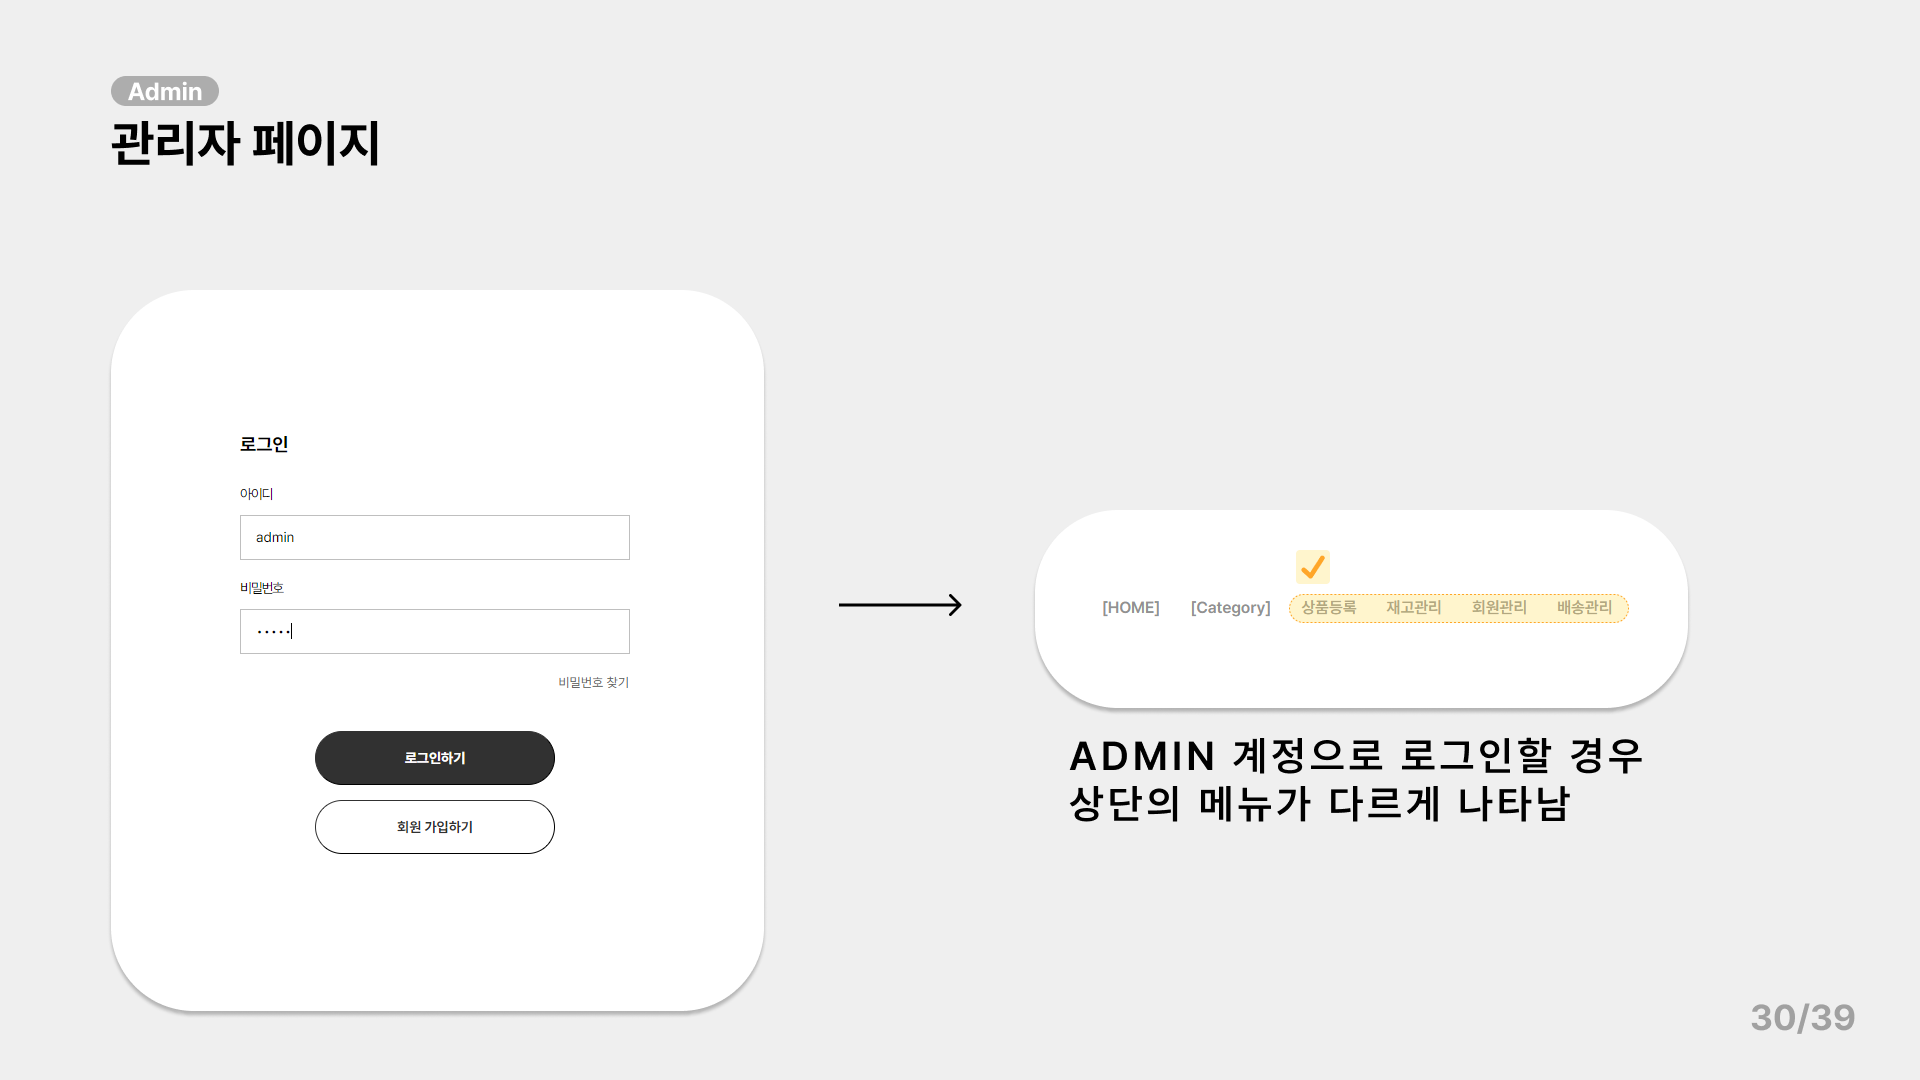 Admin
관리자 페이지
로그인
아이디
admin
비밀번호
•••••
비밀번호 찾기
로그인하기
회원 가입하기
[HOME] [Category] 상품등록 재고관리 회원관리 배송관리
ADMIN 계정으로 로그인할 경우
상단의 메뉴가 다르게 나타남
30/39